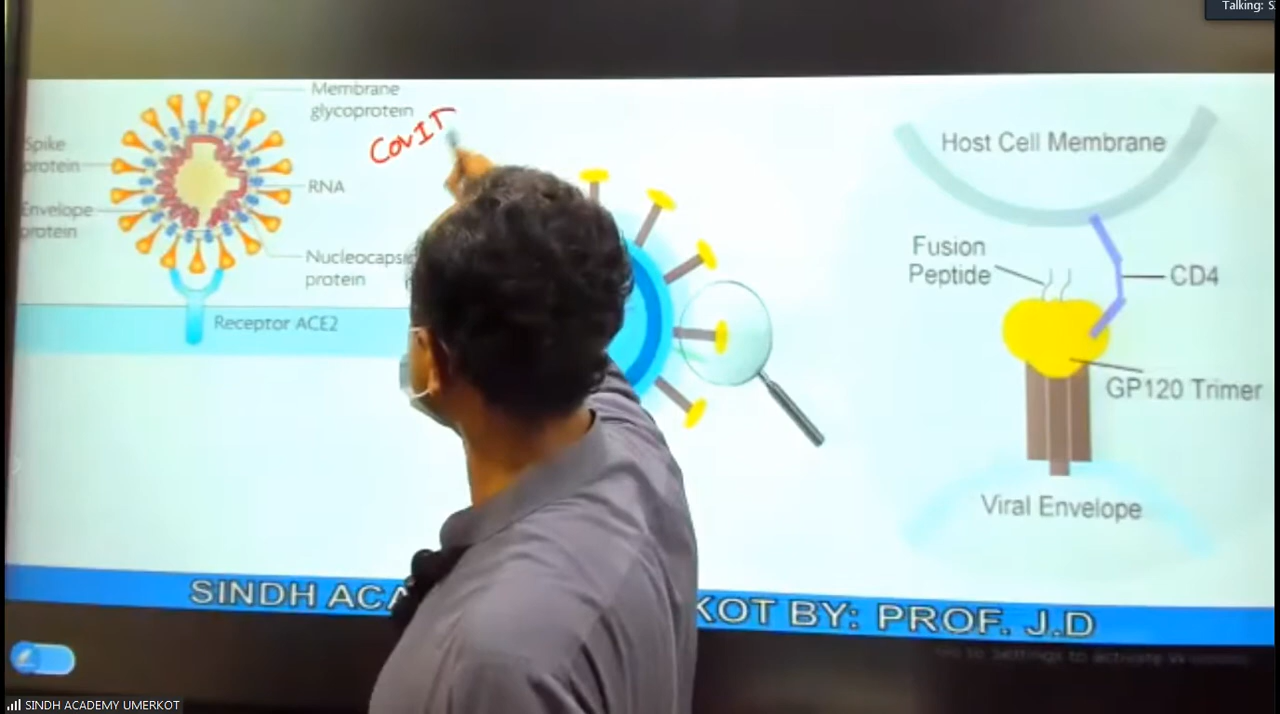 Talking: S
Membrane
glycoprotein
Spike
protein
RNA
Envelope
protein
Nucleocapsi
protein
Receptor ACE2
CovI
Host Cell Membrane
Fusion
Peptide
CD4
GP120 Trimer
Viral Envelope
SINDH ACA KOT BY: PROF. J.D
SINDH ACADEMY UMERKOT